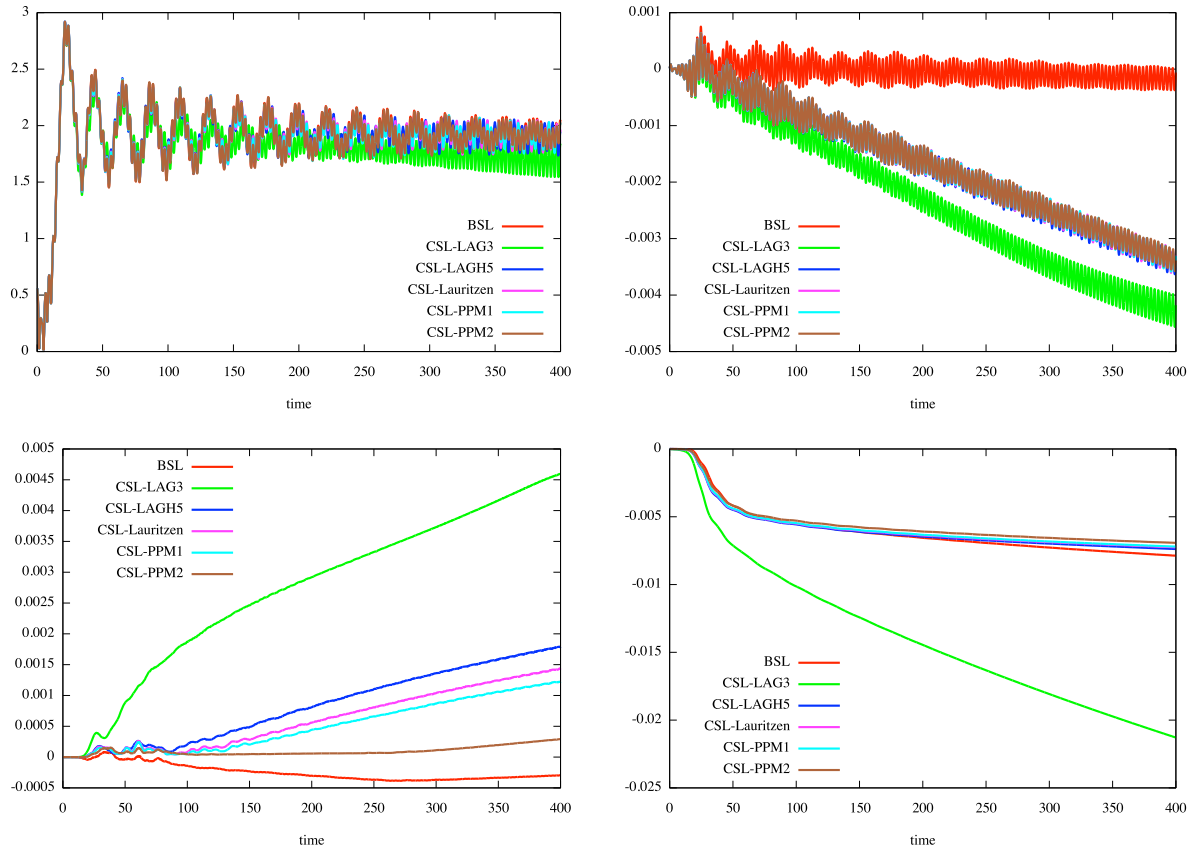 3
2.5
2
1.5
1
0.5
0
0 50 100 150 200 250 300 350 400
time
BSL
CSL-LAG3
CSL-LAGH5
CSL-Lauritzen
CSL-PPM1
CSL-PPM2
0.001
0
-0.001
-0.002
-0.003
-0.004
-0.005
0 50 100 150 200 250 300 350 400
time
BSL
CSL-LAG3
CSL-LAGH5
CSL-Lauritzen
CSL-PPM1
CSL-PPM2
0.005
0.0045
0.004
0.0035
0.003
0.0025
0.002
0.0015
0.001
0.0005
0
-0.0005
0 50 100 150 200 250 300 350 400
time
BSL
CSL-LAG3
CSL-LAGH5
CSL-Lauritzen
CSL-PPM1
CSL-PPM2
0
-0.005
-0.01
-0.015
-0.02
-0.025
0 50 100 150 200 250 300 350 400
time
BSL
CSL-LAG3
CSL-LAGH5
CSL-Lauritzen
CSL-PPM1
CSL-PPM2